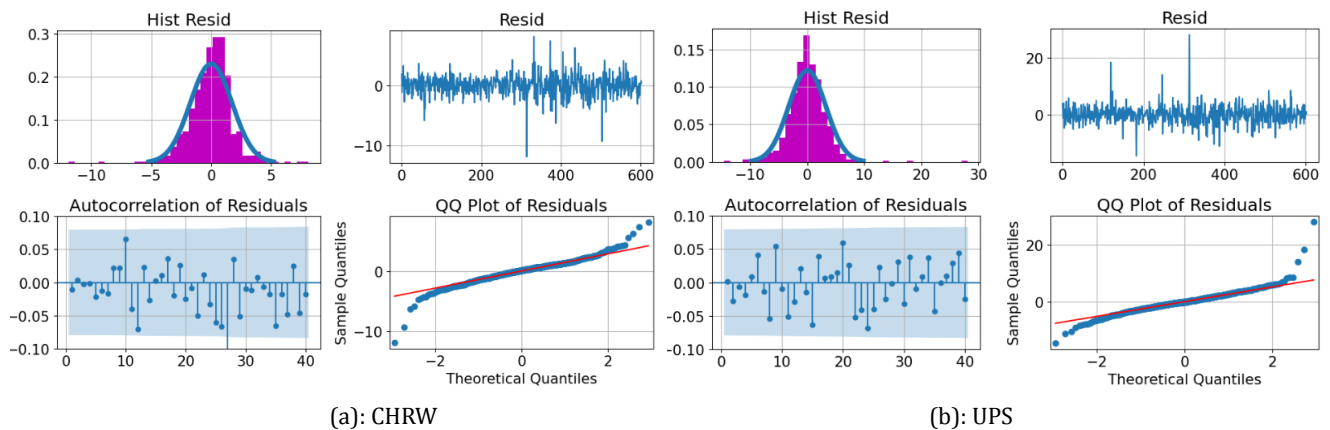 Hist Resid
0.3
0.2
0.1
0.0
−10 −5 0 5
Resid
0
−10
0 200 400 600
Autocorrelation of Residuals
0.10
0.05
0.00
−0.05
−0.10
0 10 20 30 40
QQ Plot of Residuals
Sample Quantiles
0
−10
−2 0 2
Theoretical Quantiles
(a): CHRW
Hist Resid
0.15
0.10
0.05
0.00
−10 0 10 20 30
Resid
20
0
0 200 400 600
Autocorrelation of Residuals
0.10
0.05
0.00
−0.05
−0.10
0 10 20 30 40
QQ Plot of Residuals
Sample Quantiles
20
0
−2 0 2
Theoretical Quantiles
(b): UPS